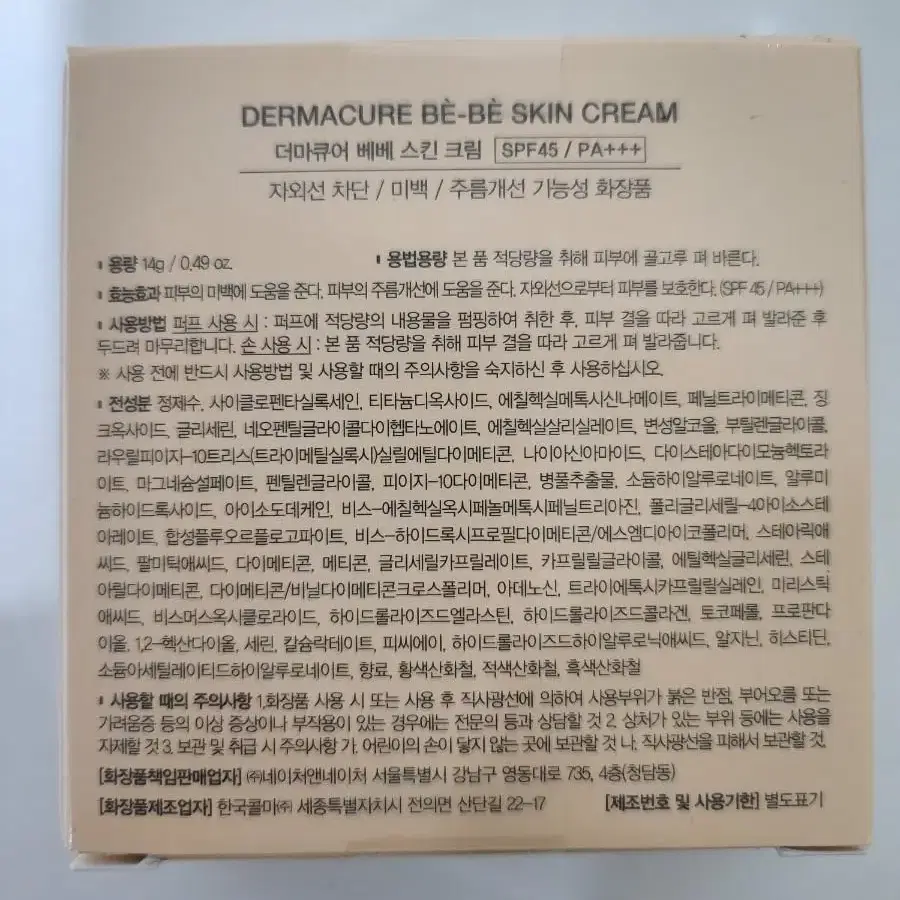 DERMACURE BÈ-BÈ SKIN CREAM
더마큐어 베베 스킨 크림 SPF45 / PA+++
자외선 차단 / 미백 / 주름개선 기능성 화장품
용량 14g / 0.49 oz. 용법용량 본 품 적당량을 취해 피부에 골고루 펴 바른다.
효능효과 피부의 미백에 도움을 준다. 피부의 주름개선에 도움을 준다. 자외선으로부터 피부를 보호한다. (SPF 45 / PA+++)
사용방법 퍼프 사용 시 : 퍼프에 적당량의 내용물을 펌핑하여 취한 후, 피부 결을 따라 고르게 펴 발라준 후
두드려 마무리합니다. 손 사용 시 : 본 품 적당량을 취해 피부 결을 따라 고르게 펴 발라줍니다.
※ 사용 전에 반드시 사용방법 및 사용할 때의 주의사항을 숙지하신 후 사용하십시오.
전성분 정제수, 사이클로펜타실록세인, 티타늄디옥사이드, 에칠헥실메톡시신나메이트, 페닐트라이메티콘, 징
크옥사이드, 글리세린, 네오펜틸글라이콜다이헵타노에이트, 에칠헥실살리실레이트, 변성알코올, 부틸렌글라이콜,
라우릴피이지-10트리스(트라이메틸실록시)실릴에틸다이메티콘, 나이아신아마이드, 다이스테아다이모늄헥토라
이트, 마그네슘설페이트, 펜틸렌글라이콜, 피이지-10다이메티콘, 병풀추출물, 소듐하이알루로네이트, 알루미
늄하이드록사이드, 아이소도데케인, 비스-에칠헥실옥시페놀메톡시페닐트리아진, 폴리글리세릴-4아이소스테
아레이트, 합성플루오르플로고파이트, 비스-하이드록시프로필다이메티콘/에스엠디아이코폴리머, 스테아릭애
씨드, 팔미틱애씨드, 다이메티콘, 메티콘, 글리세릴카프릴레이트, 카프릴릴글라이콜, 에틸헥실글리세린, 스테
아릴다이메티콘, 다이메티콘/비닐다이메티콘크로스폴리머, 아데노신, 트라이에톡시카프릴릴실레인, 미리스틱
애씨드, 비스머스옥시클로라이드, 하이드롤라이즈드엘라스틴, 하이드롤라이즈드콜라겐, 토코페롤, 프로판다
이올, 1,2-헥산다이올, 세린, 칼슘락테이트, 피씨에이, 하이드롤라이즈드하이알루로닉애씨드, 알지닌, 히스티딘,
소듐아세틸레이티드하이알루로네이트, 향료, 황색산화철, 적색산화철, 흑색산화철
사용할 때의 주의사항 1.화장품 사용 시 또는 사용 후 직사광선에 의하여 사용부위가 붉은 반점, 부어오름 또는
가려움증 등의 이상 증상이나 부작용이 있는 경우에는 전문의 등과 상담할 것 2. 상처가 있는 부위 등에는 사용을
자제할 것 3. 보관 및 취급 시 주의사항 가. 어린이의 손이 닿지 않는 곳에 보관할 것 나. 직사광선을 피해서 보관할 것.
[화장품책임판매업자] ㈜네이처앤네이처 서울특별시 강남구 영동대로 735, 4층(청담동)
[화장품제조업자] 한국콜마㈜ 세종특별자치시 전의면 산단길 22-17 [제조번호 및 사용기한] 별도표기